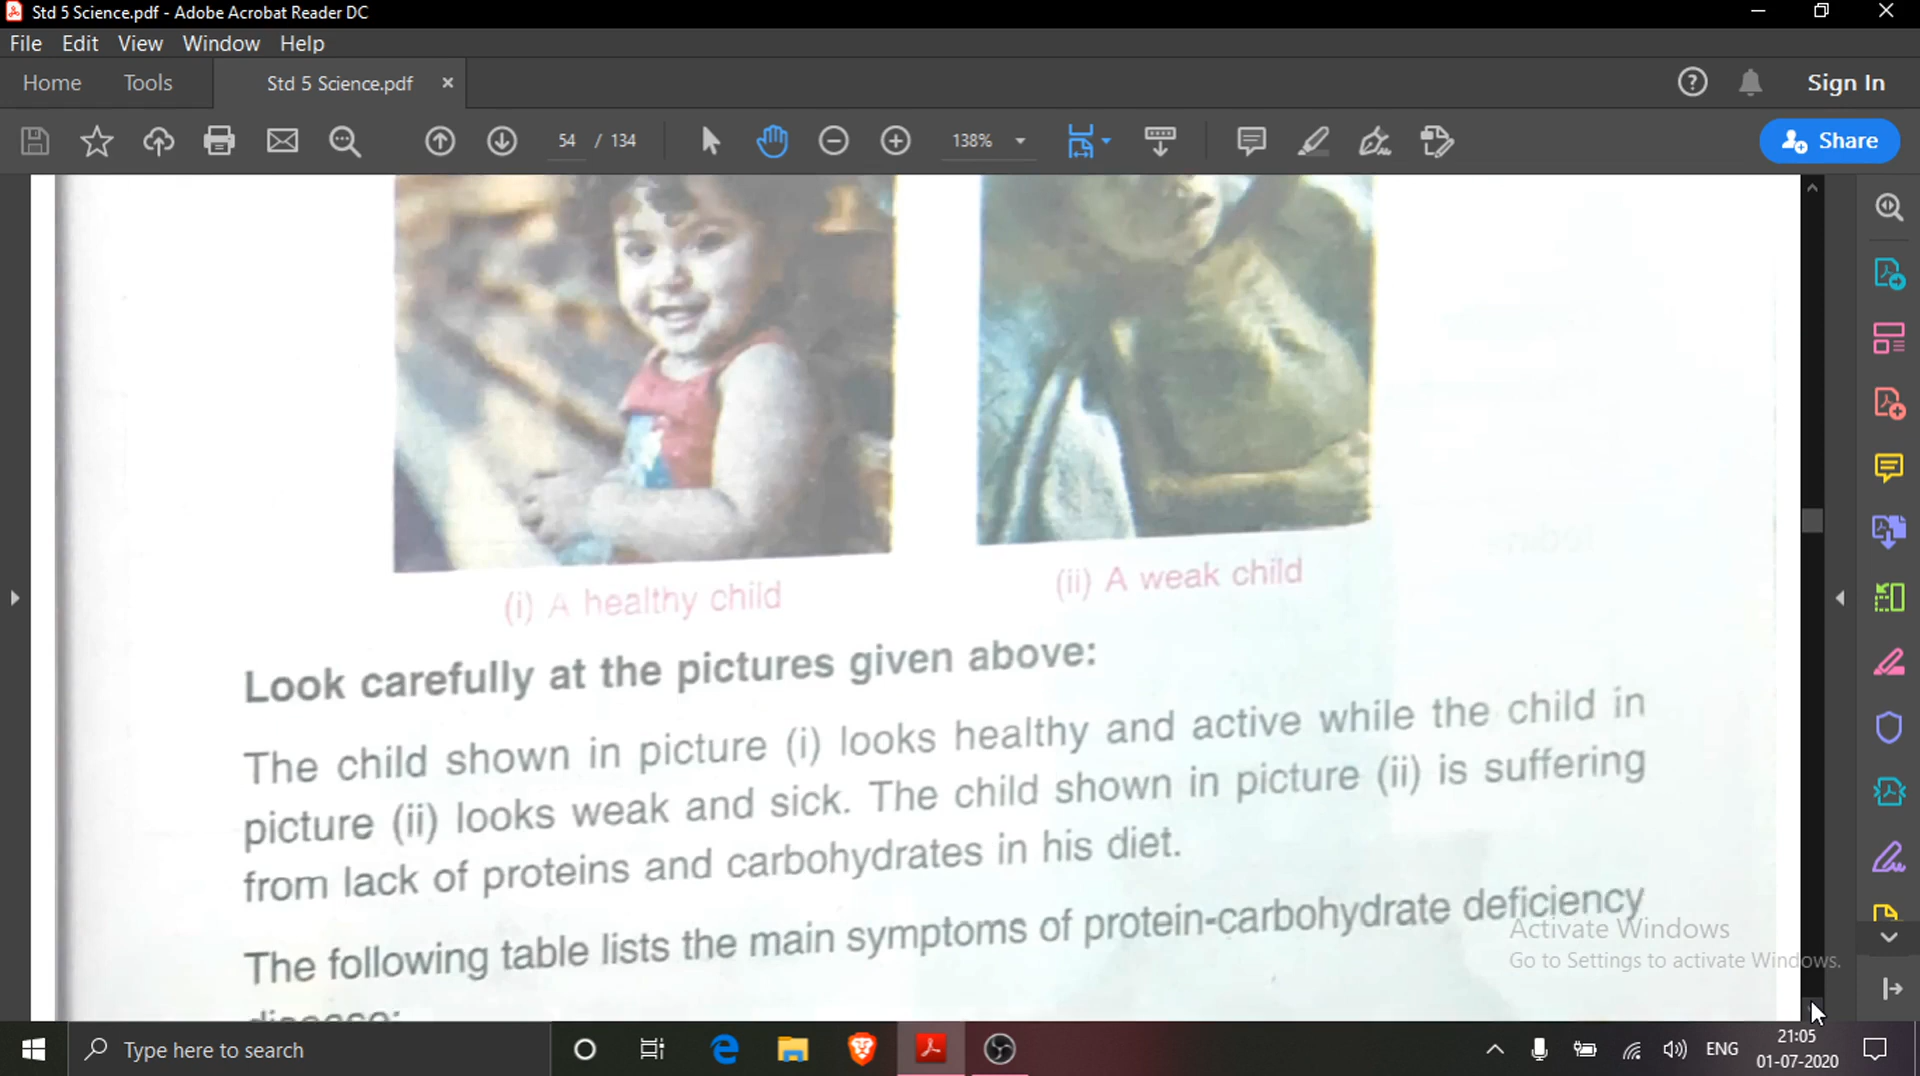 Std 5 Science.pdf - Adobe Acrobat Reader DC
File Edit View Window Help
Home Tools Std 5 Science.pdf × Sign In
54 / 134 138% Share
(i) A healthy child
(ii) A weak child
Look carefully at the pictures given above:
The child shown in picture (i) looks healthy and active while the child in
picture (ii) looks weak and sick. The child shown in picture (ii) is suffering
from lack of proteins and carbohydrates in his diet.
The following table lists the main symptoms of protein-carbohydrate deficiency
disease:
Activate Windows
Go to Settings to activate Windows.
Type here to search
ENG
21:05
01-07-2020